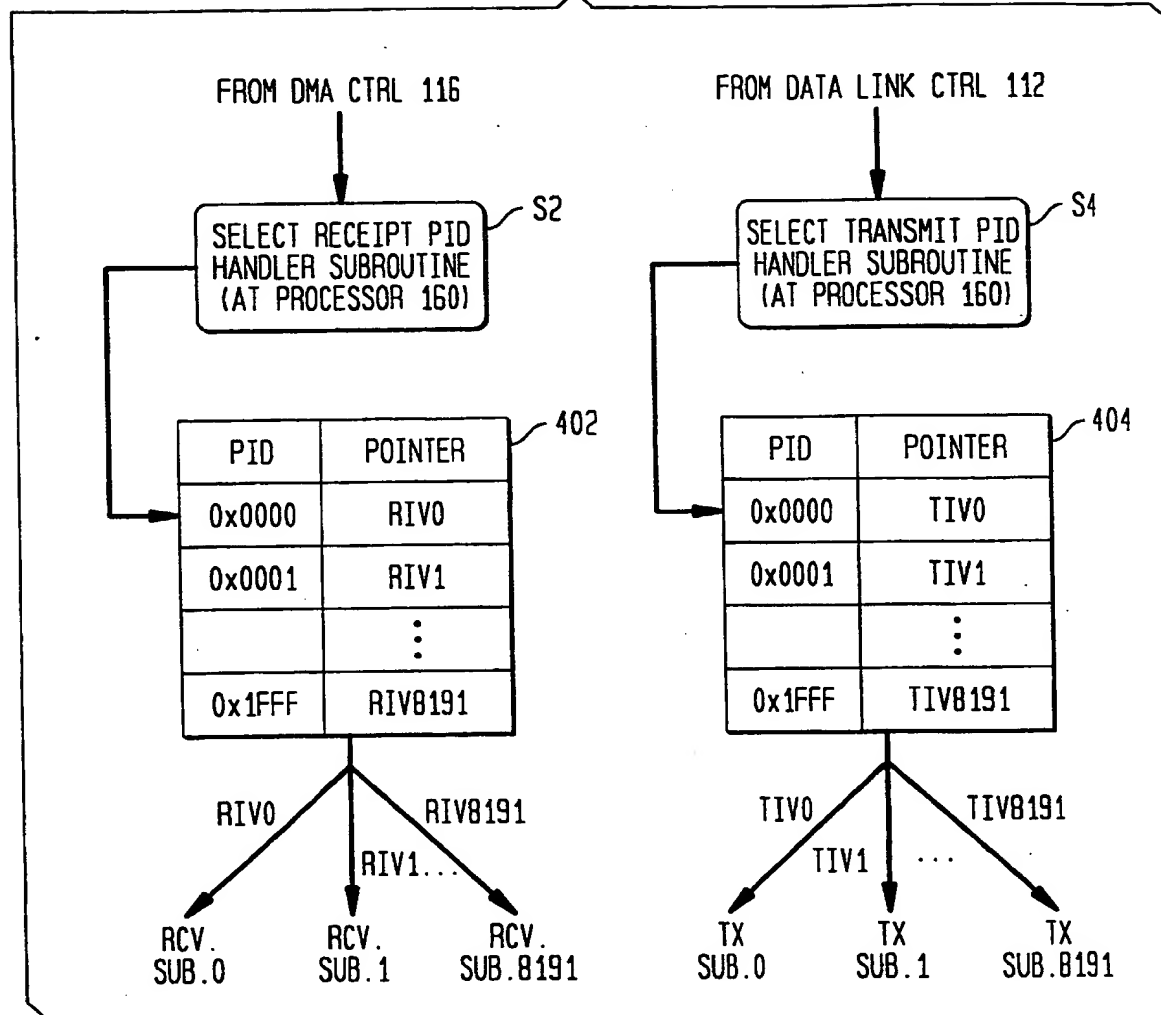 FROM DMA CTRL 116
SELECT RECEIPT PID
HANDLER SUBROUTINE
(AT PROCESSOR 160)
S2
PID POINTER
402
0x0000 RIV0
0x0001 RIV1
⋮
0x1FFF RIV8191
RIV0
RIV1...
RIV8191
RCV.
SUB.0
RCV.
SUB.1
RCV.
SUB.8191
FROM DATA LINK CTRL 112
SELECT TRANSMIT PID
HANDLER SUBROUTINE
(AT PROCESSOR 160)
S4
PID POINTER
404
0x0000 TIV0
0x0001 TIV1
⋮
0x1FFF TIV8191
TIV0
TIV1 ...
TIV8191
TX
SUB.0
TX
SUB.1
TX
SUB.8191